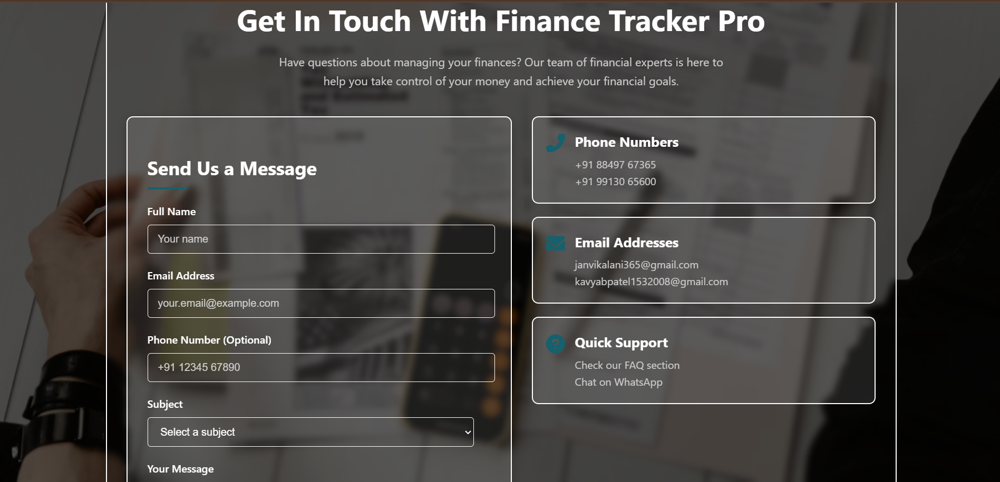 Get In Touch With Finance Tracker Pro
Have questions about managing your finances? Our team of financial experts is here to
help you take control of your money and achieve your financial goals.
Send Us a Message
Full Name
Your name
Email Address
your.email@example.com
Phone Number (Optional)
+91 12345 67890
Subject
Select a subject
Your Message
Phone Numbers
+91 88497 67365
+91 99130 65600
Email Addresses
janvikalani365@gmail.com
kavyabpatel1532008@gmail.com
Quick Support
Check our FAQ section
Chat on WhatsApp